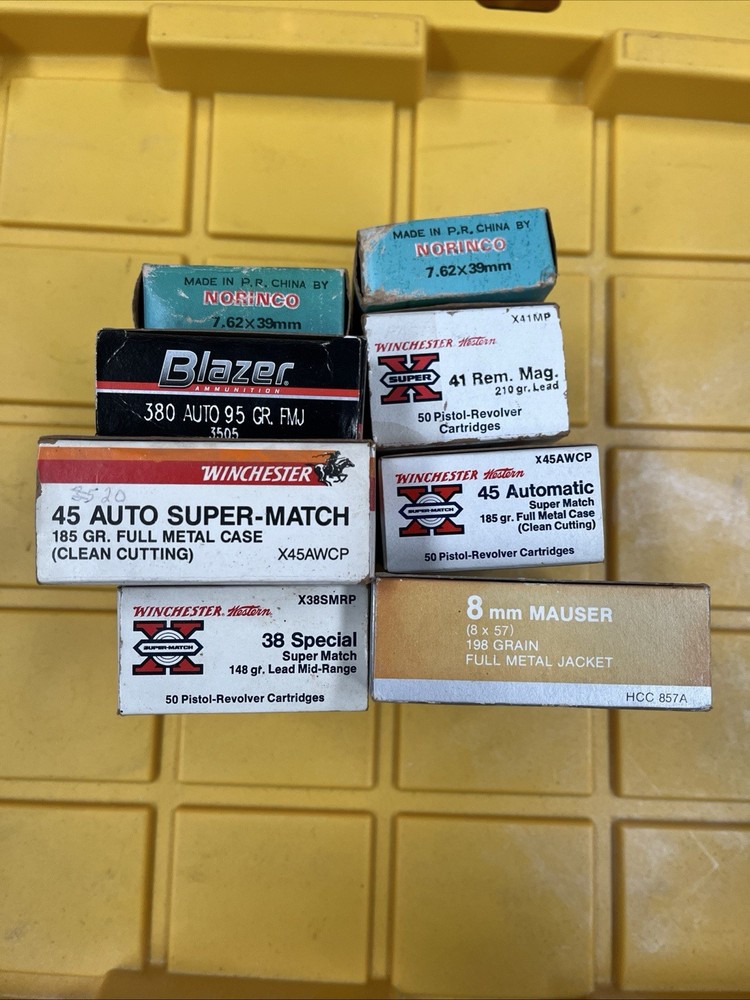 MADE IN P.R. CHINA BY
NORINCO
7.62×39mm
MADE IN P.R. CHINA BY
NORINCO
7.62×39mm
Blazer®
AMMUNITION
380 AUTO 95 GR. FMJ
3505
X41MP
WINCHESTER Western
X
SUPER
41 Rem. Mag.
210 gr. Lead
50 Pistol-Revolver
Cartridges
WINCHESTER
3520
45 AUTO SUPER-MATCH
185 GR. FULL METAL CASE
(CLEAN CUTTING) X45AWCP
X45AWCP
WINCHESTER Western
X
SUPER-MATCH
45 Automatic
Super Match
185 gr. Full Metal Case
(Clean Cutting)
50 Pistol-Revolver Cartridges
X38SMRP
WINCHESTER Western
X
SUPER-MATCH
38 Special
Super Match
148 gr. Lead Mid-Range
50 Pistol-Revolver Cartridges
8 mm MAUSER
(8 x 57)
198 GRAIN
FULL METAL JACKET
HCC 857A